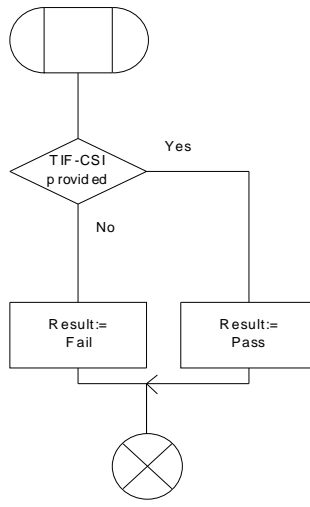 Yes
TIF-CSI
provided
No
Result:=
Fail
Result:=
Pass